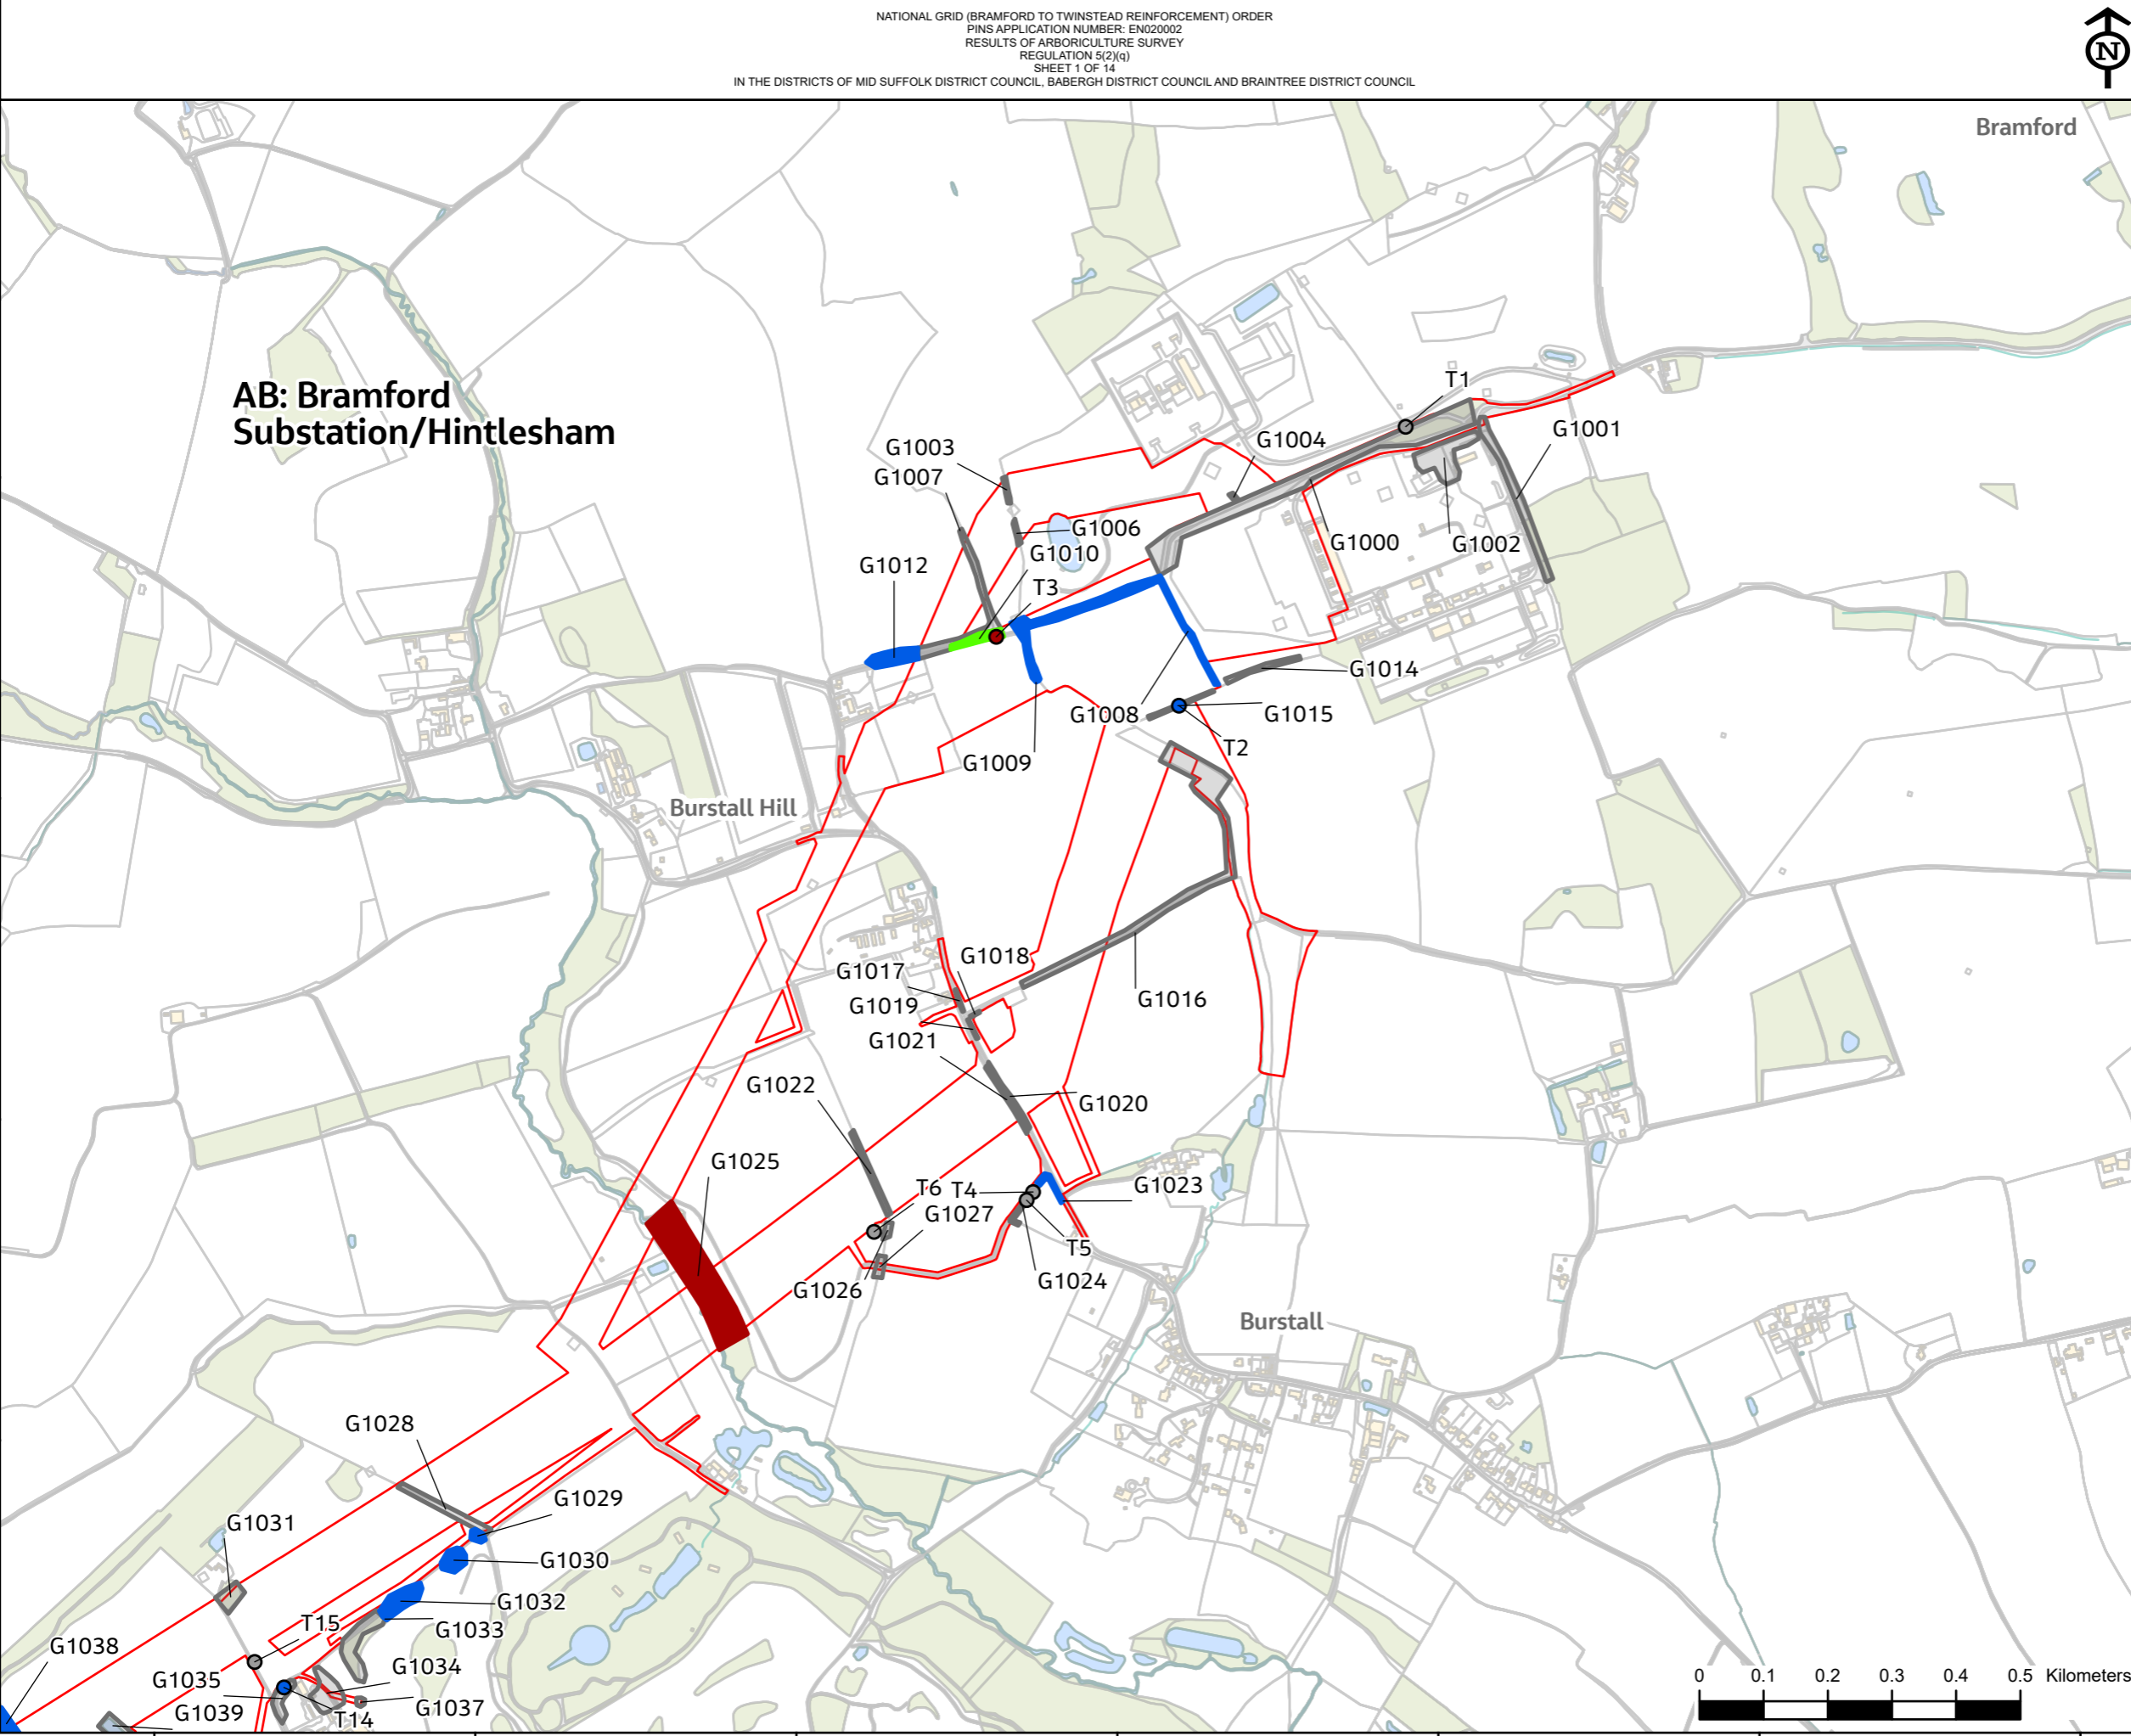 NATIONAL GRID (BRAMFORD TO TWINSTEAD REINFORCEMENT) ORDER
PINS APPLICATION NUMBER: EN020002
RESULTS OF ARBORICULTURE SURVEY
REGULATION 5(2)(q)
SHEET 1 OF 14
IN THE DISTRICTS OF MID SUFFOLK DISTRICT COUNCIL, BABERGH DISTRICT COUNCIL AND BRAINTREE DISTRICT COUNCIL
N
Bramford
AB: Bramford
Substation/Hintlesham
T1
G1001
G1003
G1004
G1007
G1006
G1000
G1002
G1010
G1012
T3
G1014
G1008
G1015
T2
G1009
Burstall Hill
G1018
G1017
G1016
G1019
G1021
G1022
G1020
G1025
G1023
T6
T4
G1027
T5
G1024
G1026
Burstall
G1028
G1029
G1031
G1030
G1032
T15
G1033
G1038
G1034
G1035
G1037
G1039
T14
0 0.1 0.2 0.3 0.4 0.5 Kilometers